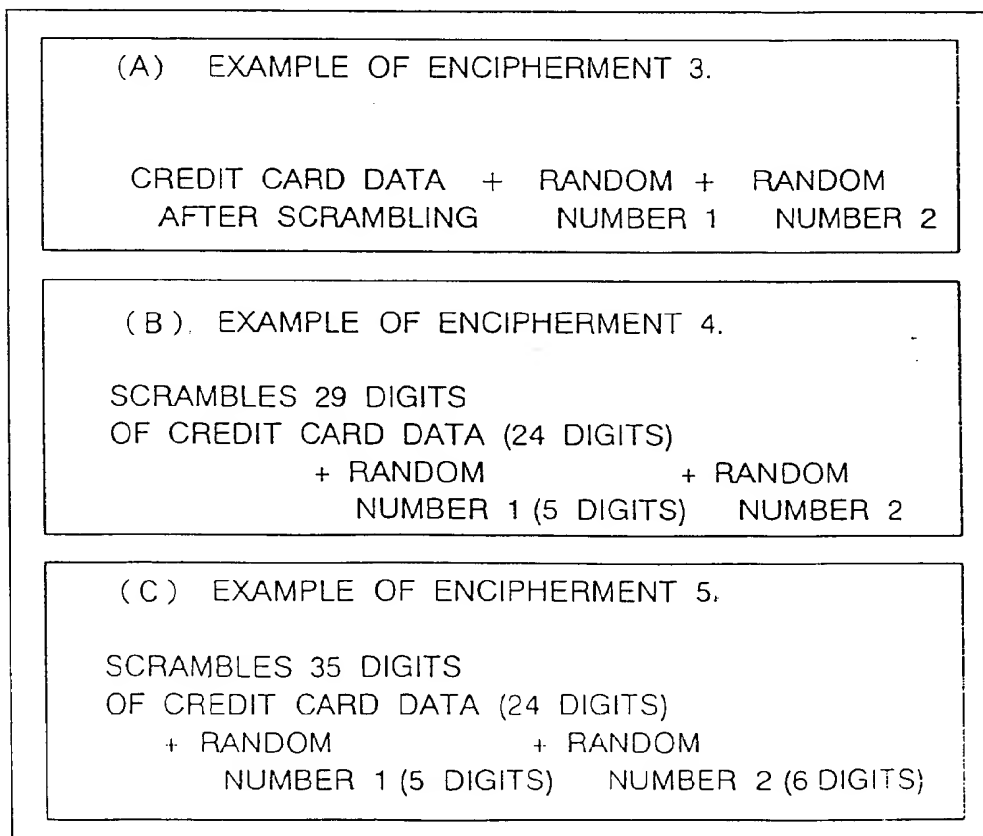 (A) EXAMPLE OF ENCIPHERMENT 3.
CREDIT CARD DATA + RANDOM + RANDOM
AFTER SCRAMBLING NUMBER 1 NUMBER 2
(B). EXAMPLE OF ENCIPHERMENT 4.
SCRAMBLES 29 DIGITS
OF CREDIT CARD DATA (24 DIGITS)
+ RANDOM + RANDOM
NUMBER 1 (5 DIGITS) NUMBER 2
(C) EXAMPLE OF ENCIPHERMENT 5.
SCRAMBLES 35 DIGITS
OF CREDIT CARD DATA (24 DIGITS)
+ RANDOM + RANDOM
NUMBER 1 (5 DIGITS) NUMBER 2 (6 DIGITS)